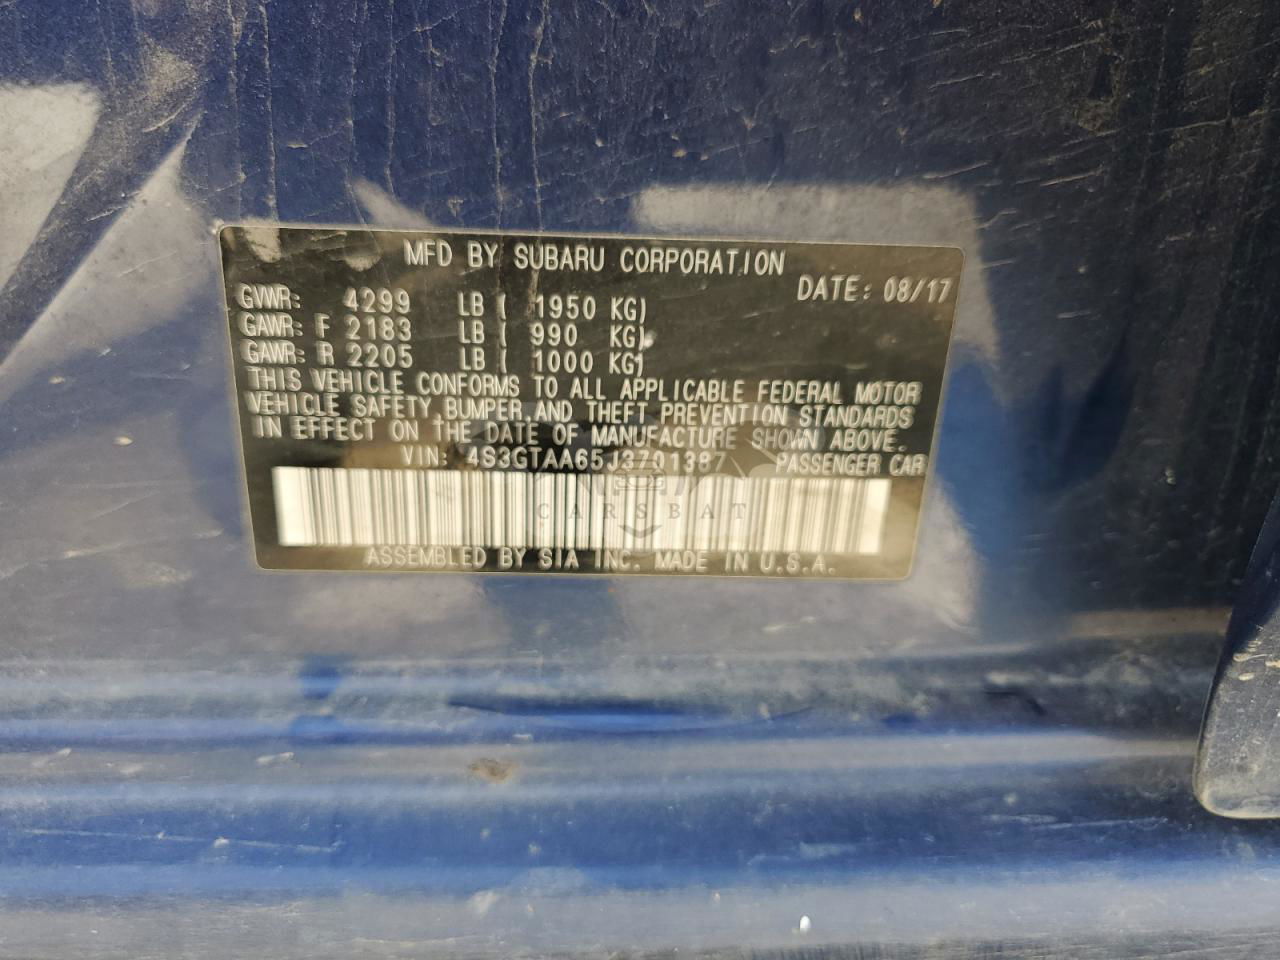 MFD BY SUBARU CORPORATION
DATE: 08/17
GVWR: 4299 LB ( 1950 KG)
GAWR: F 2183 LB ( 990 KG)
GAWR: R 2205 LB ( 1000 KG)
THIS VEHICLE CONFORMS TO ALL APPLICABLE FEDERAL MOTOR
VEHICLE SAFETY, BUMPER, AND THEFT PREVENTION STANDARDS
IN EFFECT ON THE DATE OF MANUFACTURE SHOWN ABOVE.
VIN: 4S3GTAA65J3701387 PASSENGER CAR
CARSBAT
ASSEMBLED BY SIA INC. MADE IN U.S.A.